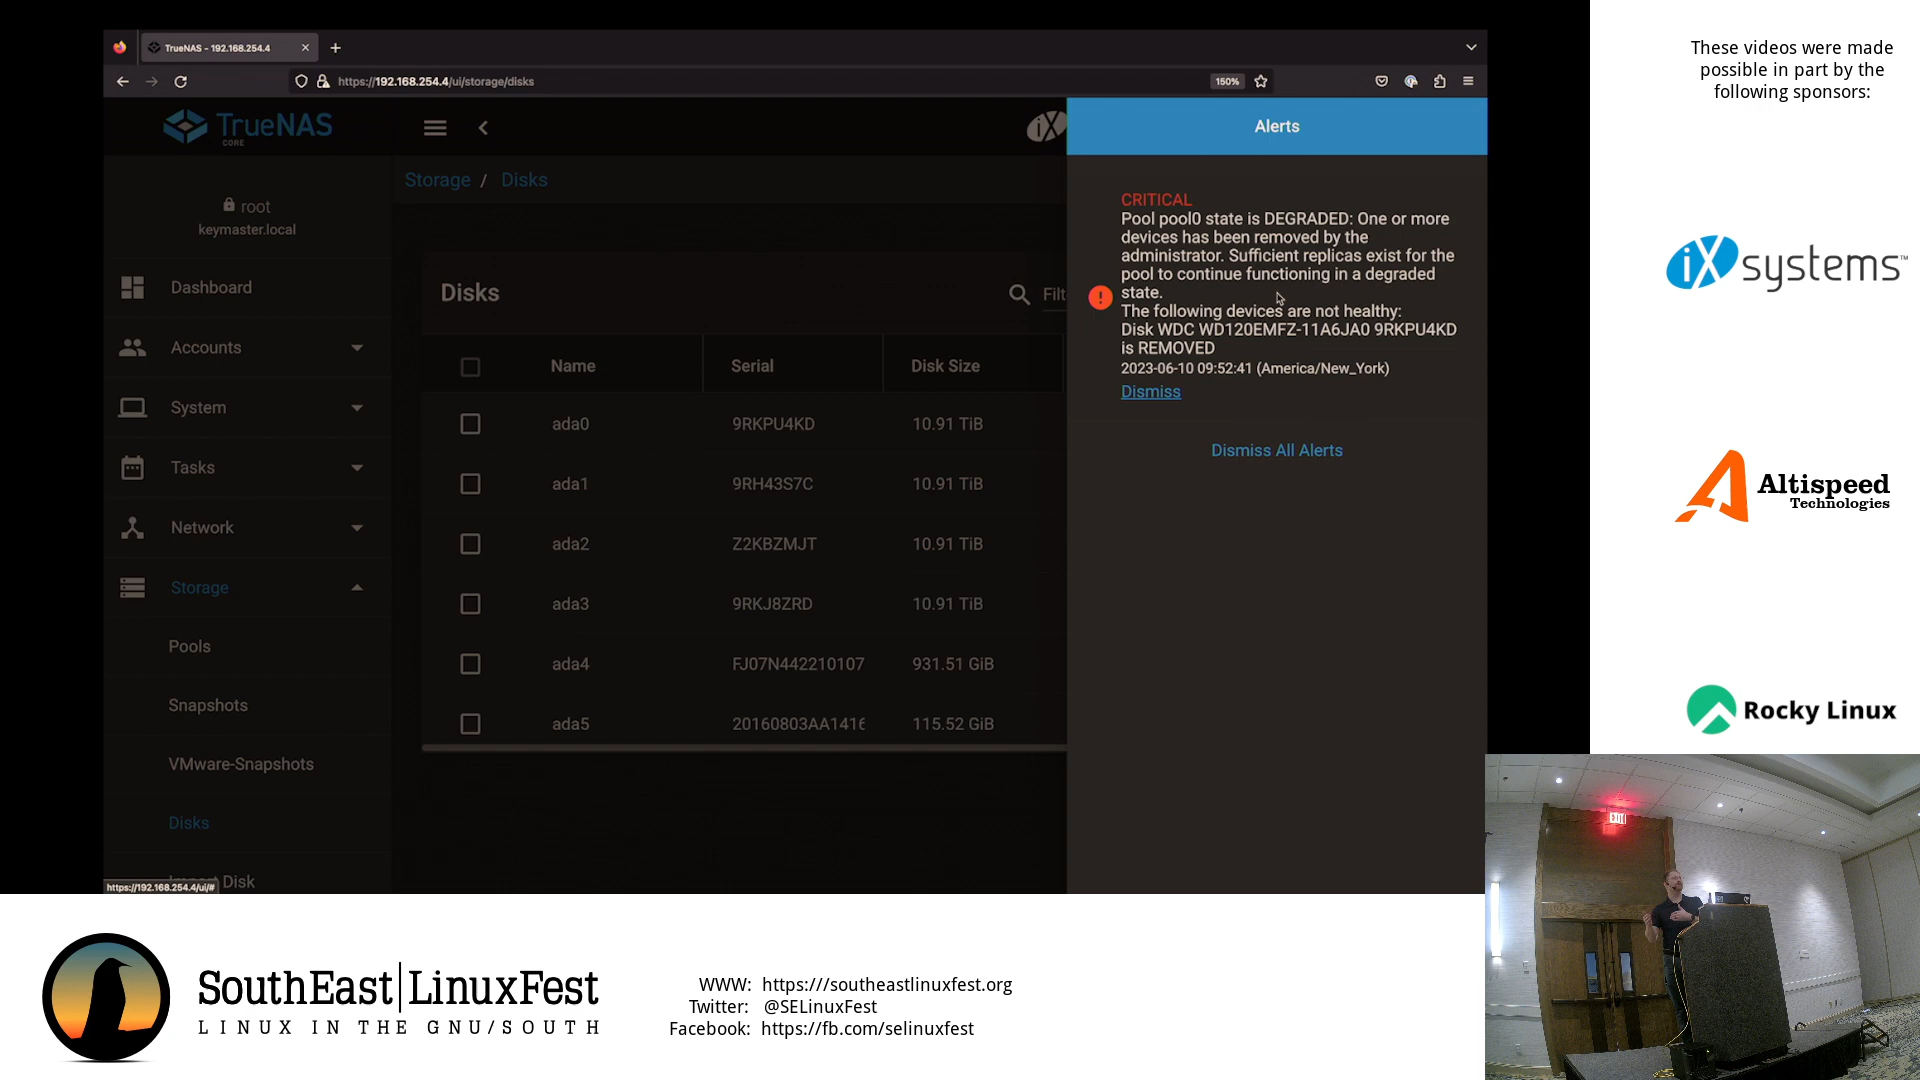 TrueNAS - 192.168.254.4
https://192.168.254.4/ui/storage/disks
150%
TrueNAS
CORE
iX
Alerts
root
keymaster.local
Dashboard
Accounts
System
Tasks
Network
Storage
Pools
Snapshots
VMware-Snapshots
Disks
Disk
https://192.168.254.4/ui/#
Storage / Disks
Disks
Filt
Name Serial Disk Size
ada0 9RKPU4KD 10.91 TiB
ada1 9RH43S7C 10.91 TiB
ada2 Z2KBZMJT 10.91 TiB
ada3 9RKJ8ZRD 10.91 TiB
ada4 FJ07N442210107 931.51 GiB
ada5 20160803AA1416 115.52 GiB
CRITICAL
Pool pool0 state is DEGRADED: One or more
devices has been removed by the
administrator. Sufficient replicas exist for the
pool to continue functioning in a degraded
state.
The following devices are not healthy:
Disk WDC WD120EMFZ-11A6JA0 9RKPU4KD
is REMOVED
2023-06-10 09:52:41 (America/New_York)
Dismiss
Dismiss All Alerts
These videos were made
possible in part by the
following sponsors:
iXsystems
Altispeed
Technologies
Rocky Linux
EXIT
SouthEast|LinuxFest
LINUX IN THE GNU/SOUTH
WWW: https:///southeastlinuxfest.org
Twitter: @SELinuxFest
Facebook: https://fb.com/selinuxfest